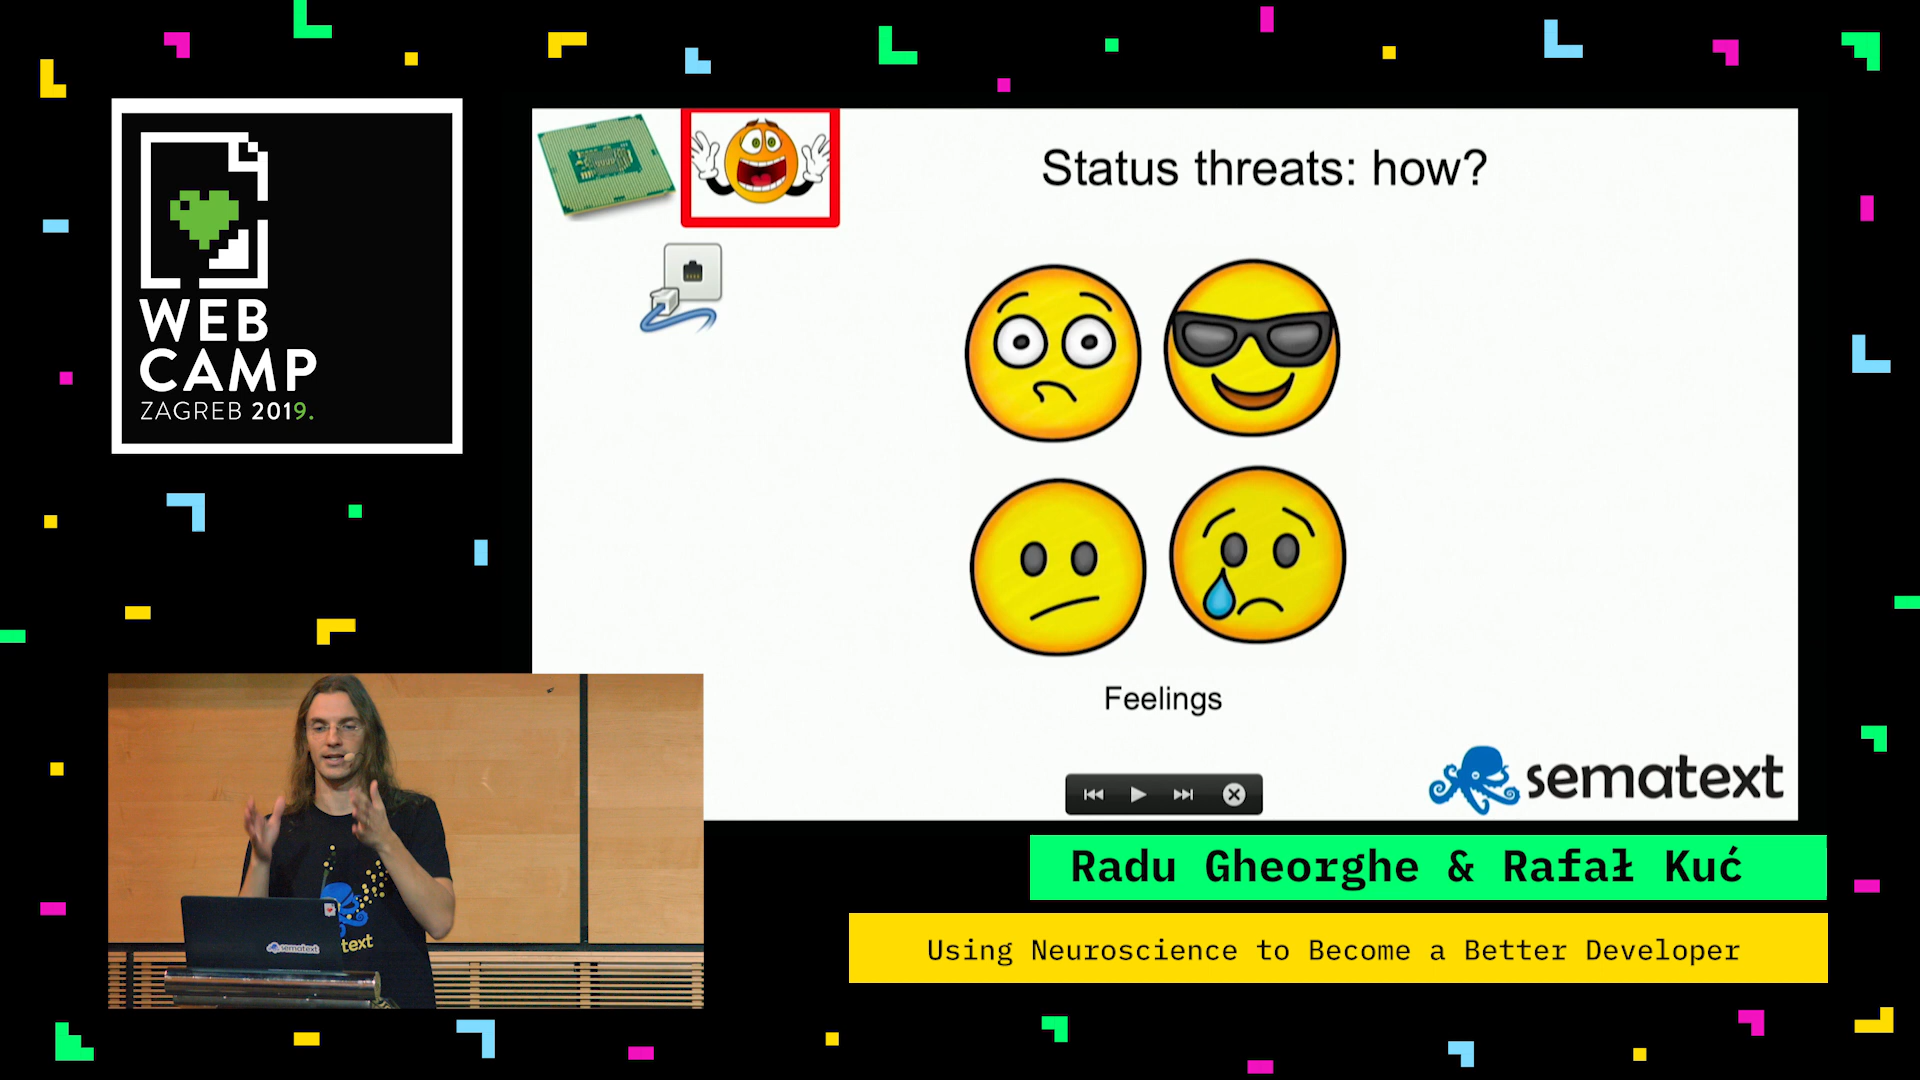 WEB
CAMP
ZAGREB 2019.
Status threats: how?
Feelings
sematext
sematext
text
Radu Gheorghe & Rafał Kuć
Using Neuroscience to Become a Better Developer